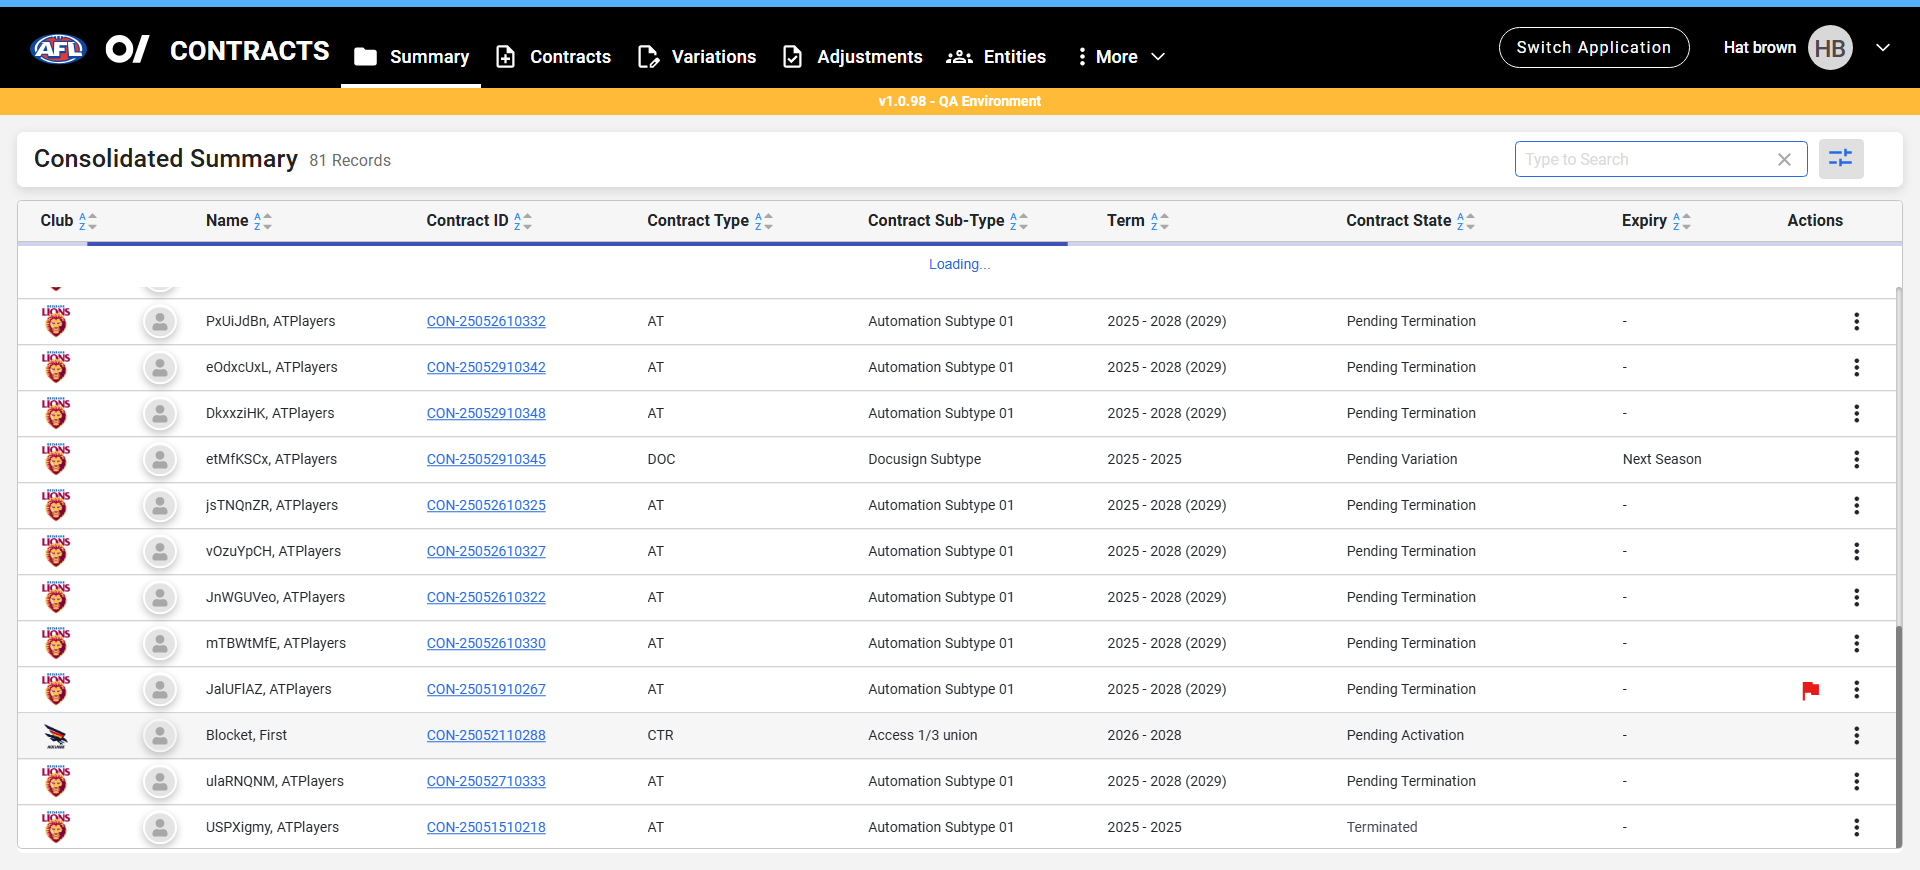 AFL CONTRACTS Summary Contracts Variations Adjustments Entities More Switch Application Hat brown HB
v1.0.98 - QA Environment
Consolidated Summary 81 Records Type to Search
Club Name Contract ID Contract Type Contract Sub-Type Term Contract State Expiry Actions
Loading...
LIONS PxUiJdBn, ATPlayers CON-25052610332 AT Automation Subtype 01 2025 - 2028 (2029) Pending Termination -
LIONS eOdxcUxL, ATPlayers CON-25052910342 AT Automation Subtype 01 2025 - 2028 (2029) Pending Termination -
LIONS DkxxziHK, ATPlayers CON-25052910348 AT Automation Subtype 01 2025 - 2028 (2029) Pending Termination -
LIONS etMfKSCx, ATPlayers CON-25052910345 DOC Docusign Subtype 2025 - 2025 Pending Variation Next Season
LIONS jsTNQnZR, ATPlayers CON-25052610325 AT Automation Subtype 01 2025 - 2028 (2029) Pending Termination -
LIONS vOzuYpCH, ATPlayers CON-25052610327 AT Automation Subtype 01 2025 - 2028 (2029) Pending Termination -
LIONS JnWGUVeo, ATPlayers CON-25052610322 AT Automation Subtype 01 2025 - 2028 (2029) Pending Termination -
LIONS mTBWtMfE, ATPlayers CON-25052610330 AT Automation Subtype 01 2025 - 2028 (2029) Pending Termination -
LIONS JalUFlAZ, ATPlayers CON-25051910267 AT Automation Subtype 01 2025 - 2028 (2029) Pending Termination -
Blocket, First CON-25052110288 CTR Access 1/3 union 2026 - 2028 Pending Activation -
LIONS ulaRNQNM, ATPlayers CON-25052710333 AT Automation Subtype 01 2025 - 2028 (2029) Pending Termination -
LIONS USPXigmy, ATPlayers CON-25051510218 AT Automation Subtype 01 2025 - 2025 Terminated -